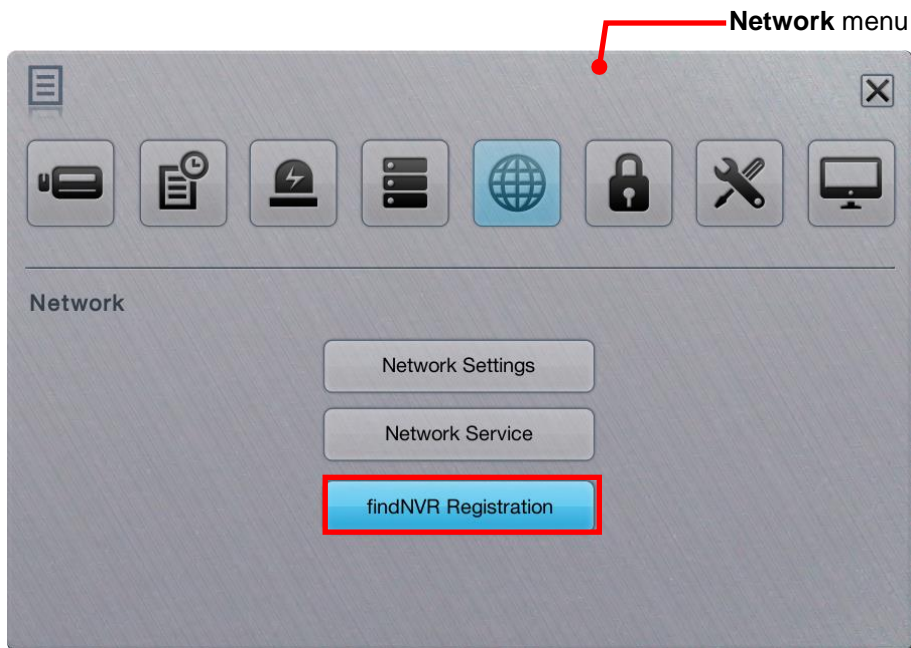 Network menu
Network
Network Settings
Network Service
findNVR Registration